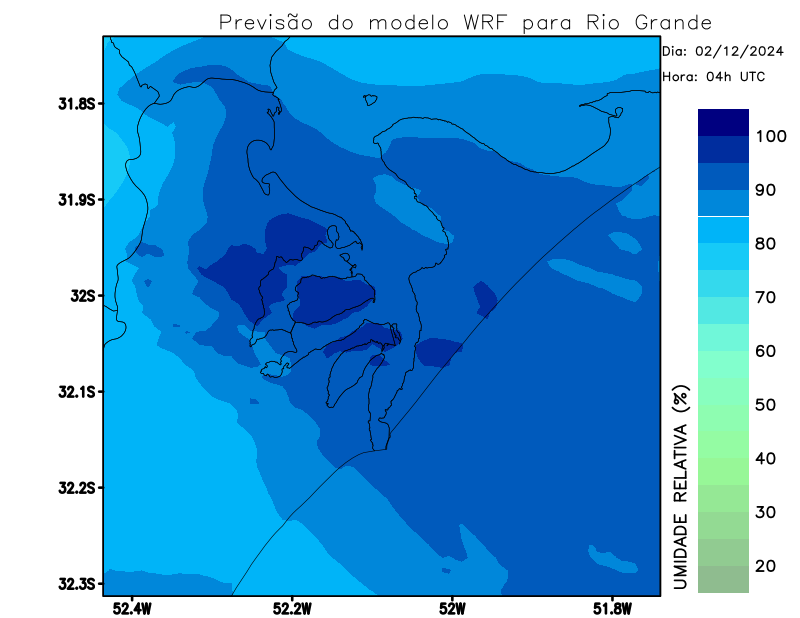 Previsão do modelo WRF para Rio Grande
Dia: 02/12/2024
Hora: 04h UTC
31.8S
31.9S
32S
32.1S
32.2S
32.3S
52.4W
52.2W
52W
51.8W
100
90
80
70
60
50
40
30
20
UMIDADE RELATIVA (%)